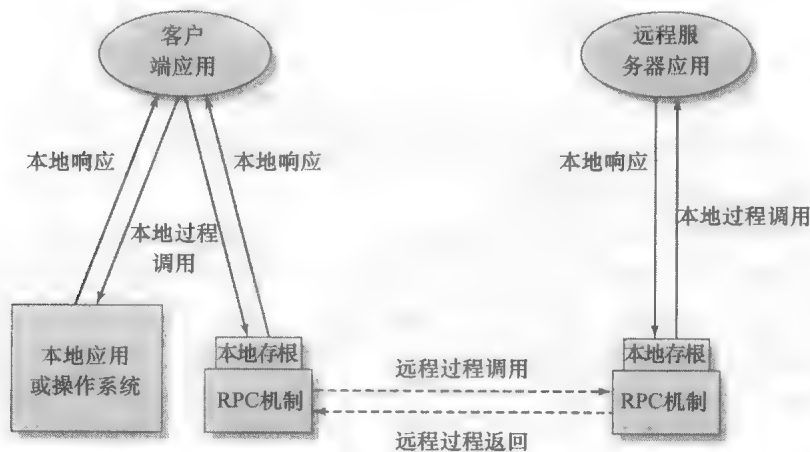 客户
端应用
远程服
务器应用
本地响应
本地响应
本地响应
本地过程
调用
本地过程调用
本地应用
或操作系统
本地存根
RPC机制
远程过程调用
远程过程返回
本地存根
RPC机制